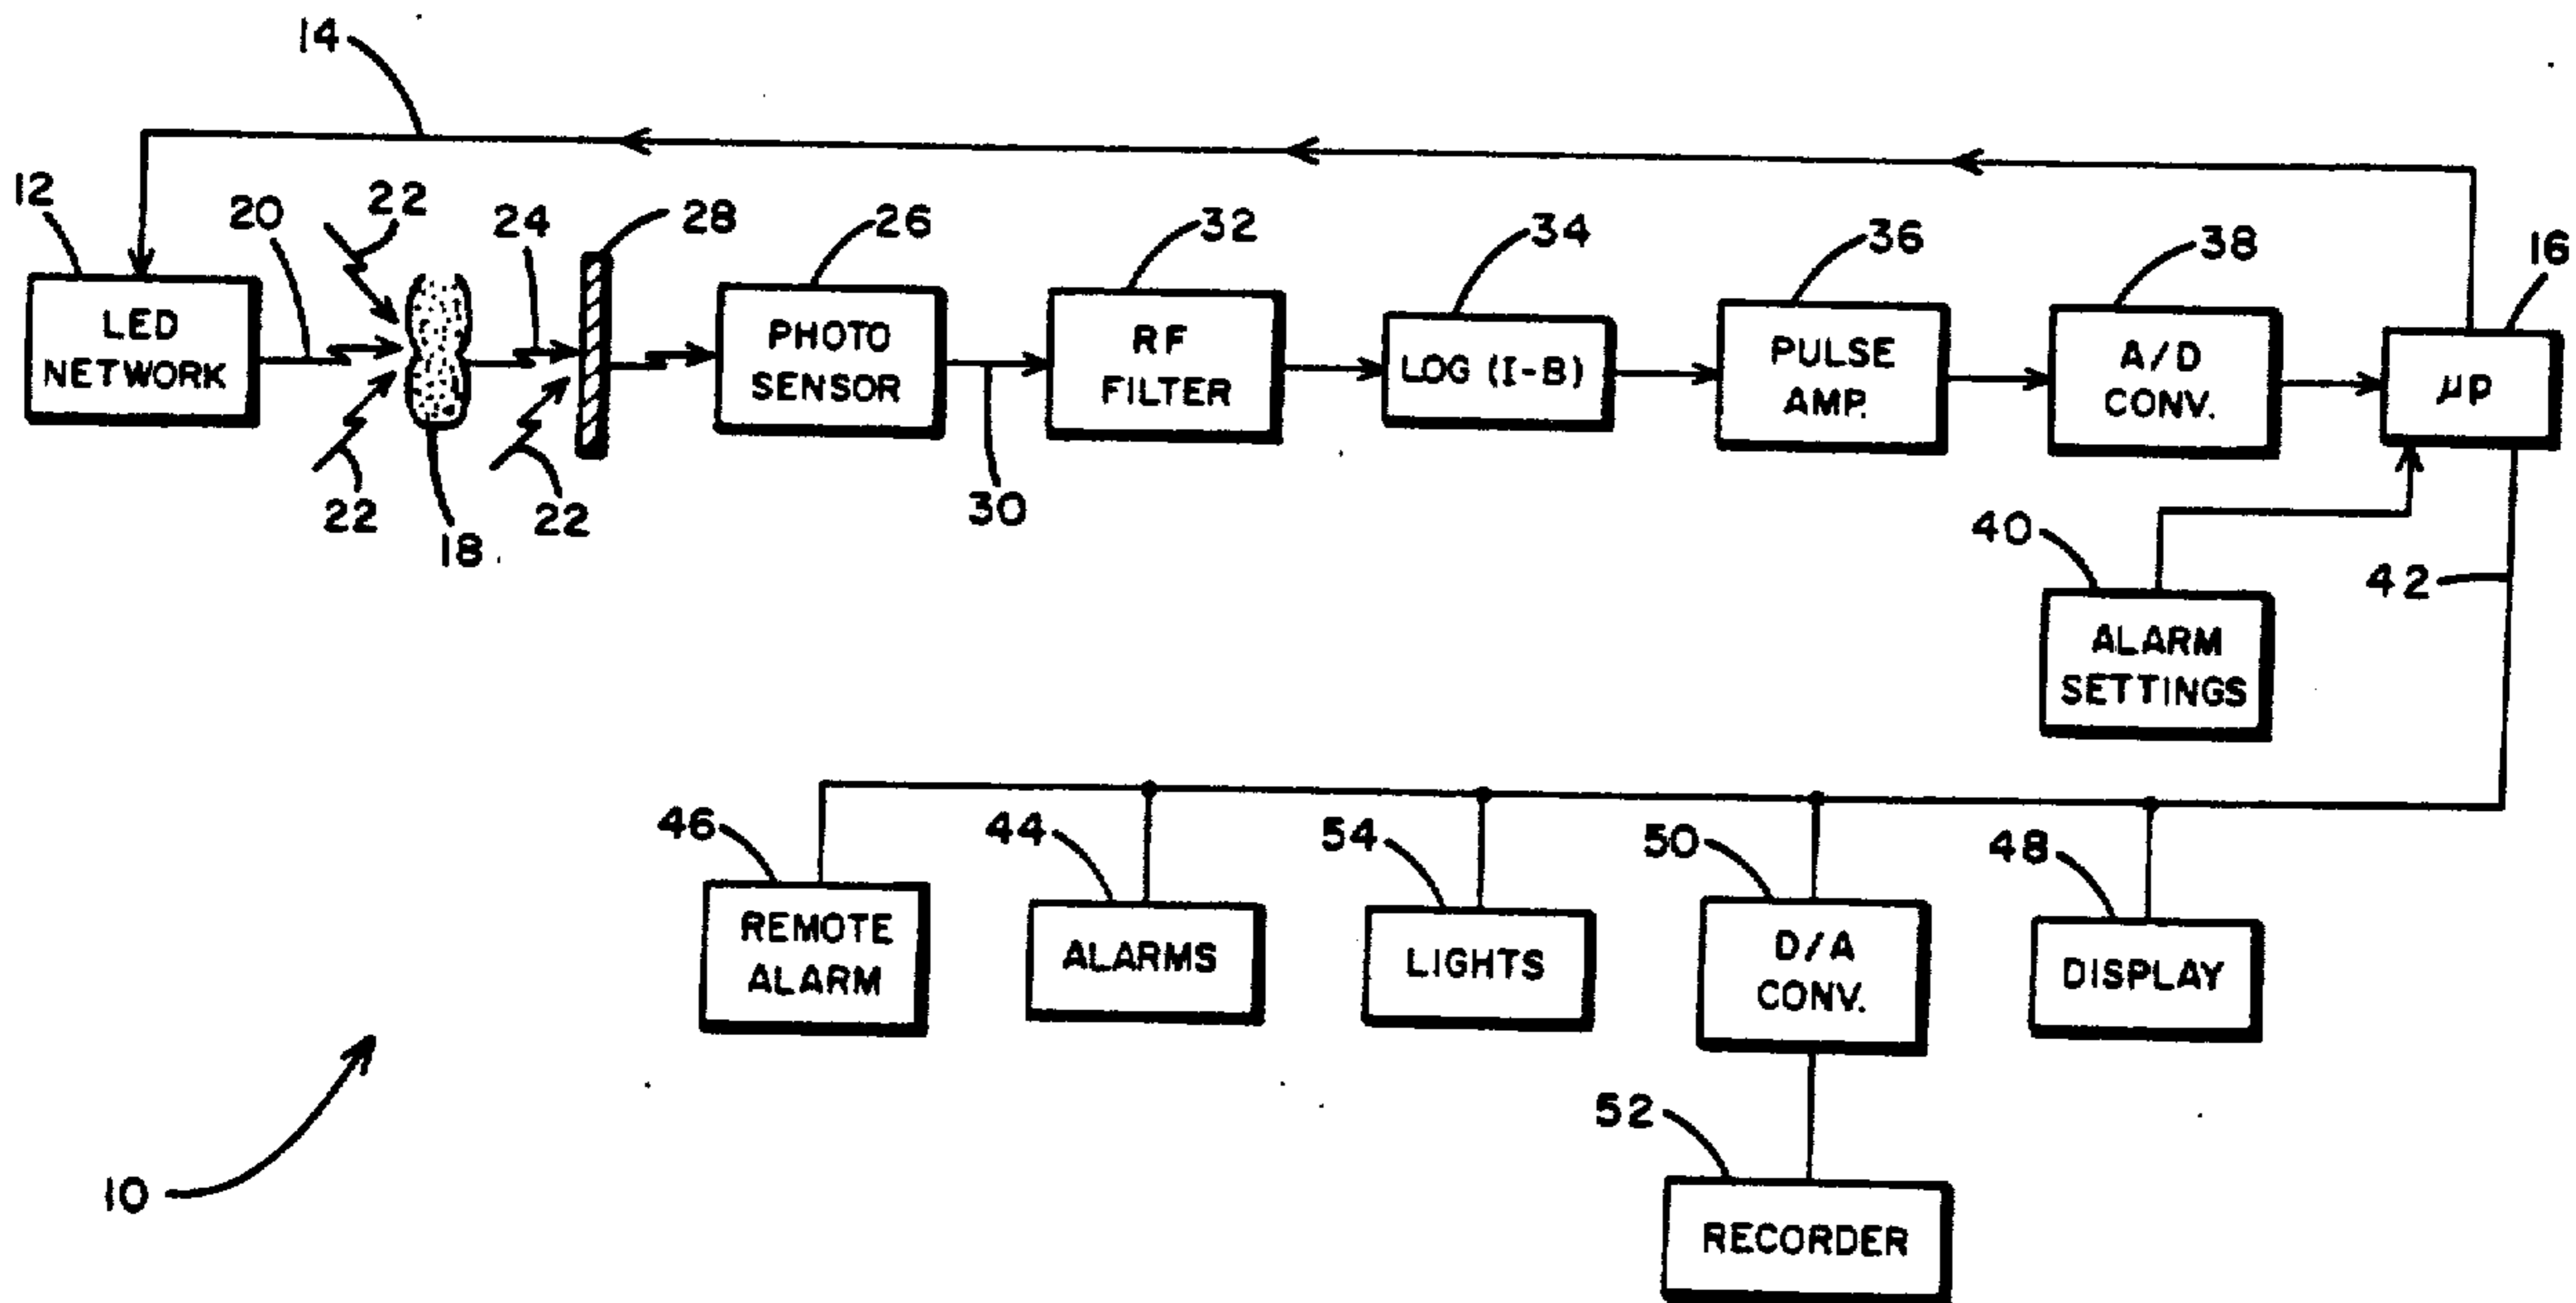 14
12
20
22
24
28
26
32
34
36
38
16
LED
NETWORK
PHOTO
SENSOR
RF
FILTER
LOG (I-B)
PULSE
AMP.
A/D
CONV.
μP
22
18
22
30
40
42
ALARM
SETTINGS
46
44
54
50
48
REMOTE
ALARM
ALARMS
LIGHTS
D/A
CONV.
DISPLAY
52
10
RECORDER